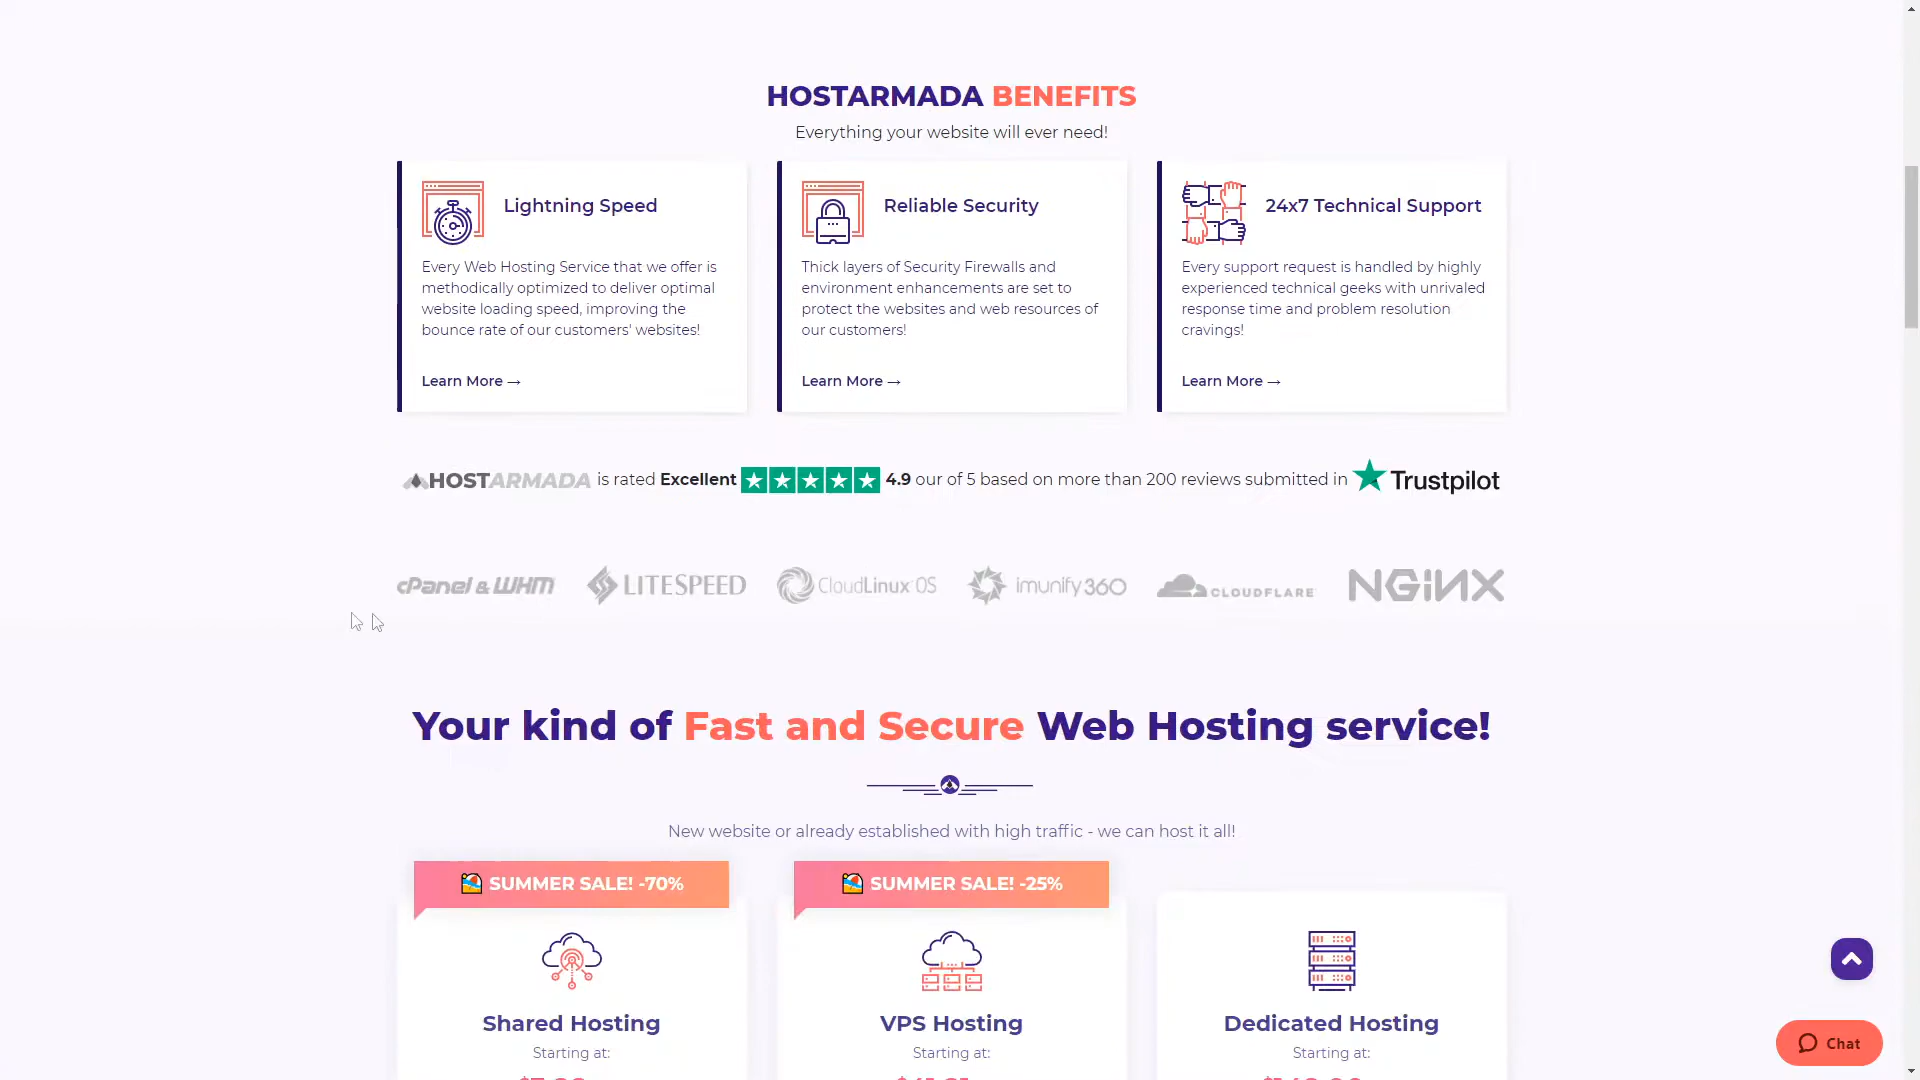 HOSTARMADA BENEFITS
Everything your website will ever need!
Lightning Speed
Every Web Hosting Service that we offer is
methodically optimized to deliver optimal
website loading speed, improving the
bounce rate of our customers' websites!
Learn More →
Reliable Security
Thick layers of Security Firewalls and
environment enhancements are set to
protect the websites and web resources of
our customers!
Learn More →
24x7 Technical Support
Every support request is handled by highly
experienced technical geeks with unrivaled
response time and problem resolution
cravings!
Learn More →
HOSTARMADA is rated Excellent 4.9 our of 5 based on more than 200 reviews submitted in Trustpilot
cPanel & WHM LITESPEED CloudLinux OS imunify360 CLOUDFLARE NGINX
Your kind of Fast and Secure Web Hosting service!
New website or already established with high traffic - we can host it all!
SUMMER SALE! -70%
Shared Hosting
Starting at:
SUMMER SALE! -25%
VPS Hosting
Starting at:
Dedicated Hosting
Starting at:
Chat